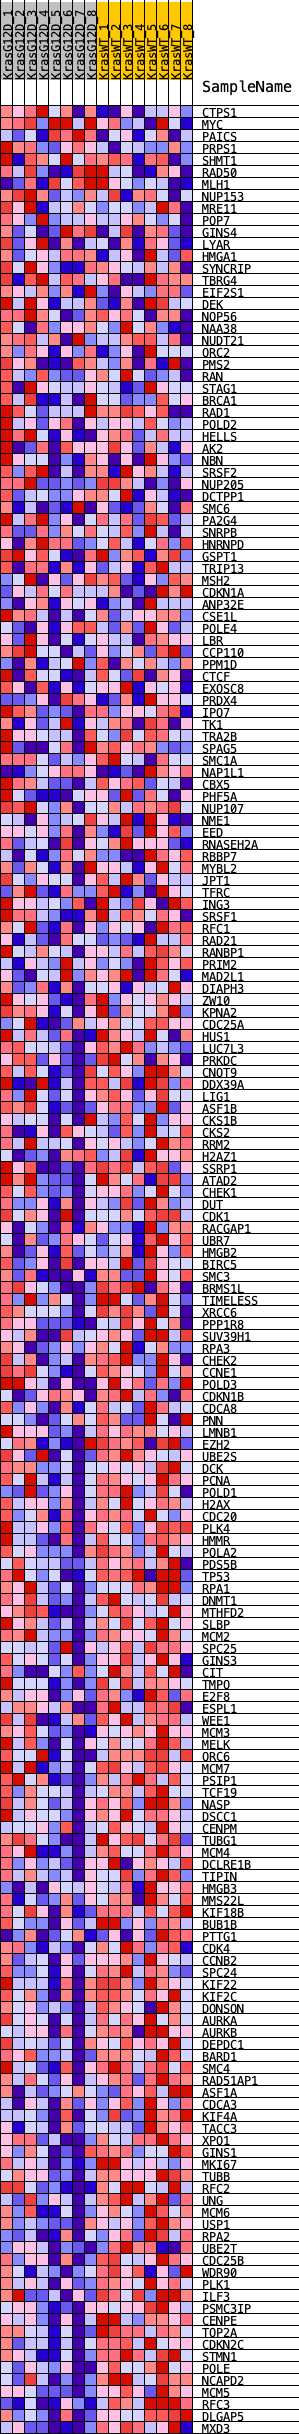 KrasG12D_1
KrasG12D_2
KrasG12D_3
KrasG12D_4
KrasG12D_5
KrasG12D_6
KrasG12D_7
KrasG12D_8
KrasWT_1
KrasWT_2
KrasWT_3
KrasWT_4
KrasWT_5
KrasWT_6
KrasWT_7
KrasWT_8
SampleName
CTPS1
MYC
PAICS
PRPS1
SHMT1
RAD50
MLH1
NUP153
MRE11
POP7
GINS4
LYAR
HMGA1
SYNCRIP
TBRG4
EIF2S1
DEK
NOP56
NAA38
NUDT21
ORC2
PMS2
RAN
STAG1
BRCA1
RAD1
POLD2
HELLS
AK2
NBN
SRSF2
NUP205
DCTPP1
SMC6
PA2G4
SNRPB
HNRNPD
GSPT1
TRIP13
MSH2
CDKN1A
ANP32E
CSE1L
POLE4
LBR
CCP110
PPM1D
CTCF
EXOSC8
PRDX4
IPO7
TK1
TRA2B
SPAG5
SMC1A
NAP1L1
CBX5
PHF5A
NUP107
NME1
EED
RNASEH2A
RBBP7
MYBL2
JPT1
TFRC
ING3
SRSF1
RFC1
RAD21
RANBP1
PRIM2
MAD2L1
DIAPH3
ZW10
KPNA2
CDC25A
HUS1
LUC7L3
PRKDC
CNOT9
DDX39A
LIG1
ASF1B
CKS1B
CKS2
RRM2
H2AZ1
SSRP1
ATAD2
CHEK1
DUT
CDK1
RACGAP1
UBR7
HMGB2
BIRC5
SMC3
BRMS1L
TIMELESS
XRCC6
PPP1R8
SUV39H1
RPA3
CHEK2
CCNE1
POLD3
CDKN1B
CDCA8
PNN
LMNB1
EZH2
UBE2S
DCK
PCNA
POLD1
H2AX
CDC20
PLK4
HMMR
POLA2
PDS5B
TP53
RPA1
DNMT1
MTHFD2
SLBP
MCM2
SPC25
GINS3
CIT
TMPO
E2F8
ESPL1
WEE1
MCM3
MELK
ORC6
MCM7
PSIP1
TCF19
NASP
DSCC1
CENPM
TUBG1
MCM4
DCLRE1B
TIPIN
HMGB3
MMS22L
KIF18B
BUB1B
PTTG1
CDK4
CCNB2
SPC24
KIF22
KIF2C
DONSON
AURKA
AURKB
DEPDC1
BARD1
SMC4
RAD51AP1
ASF1A
CDCA3
KIF4A
TACC3
XPO1
GINS1
MKI67
TUBB
RFC2
UNG
MCM6
USP1
RPA2
UBE2T
CDC25B
WDR90
PLK1
ILF3
PSMC3IP
CENPE
TOP2A
CDKN2C
STMN1
POLE
NCAPD2
MCM5
RFC3
DLGAP5
MXD3